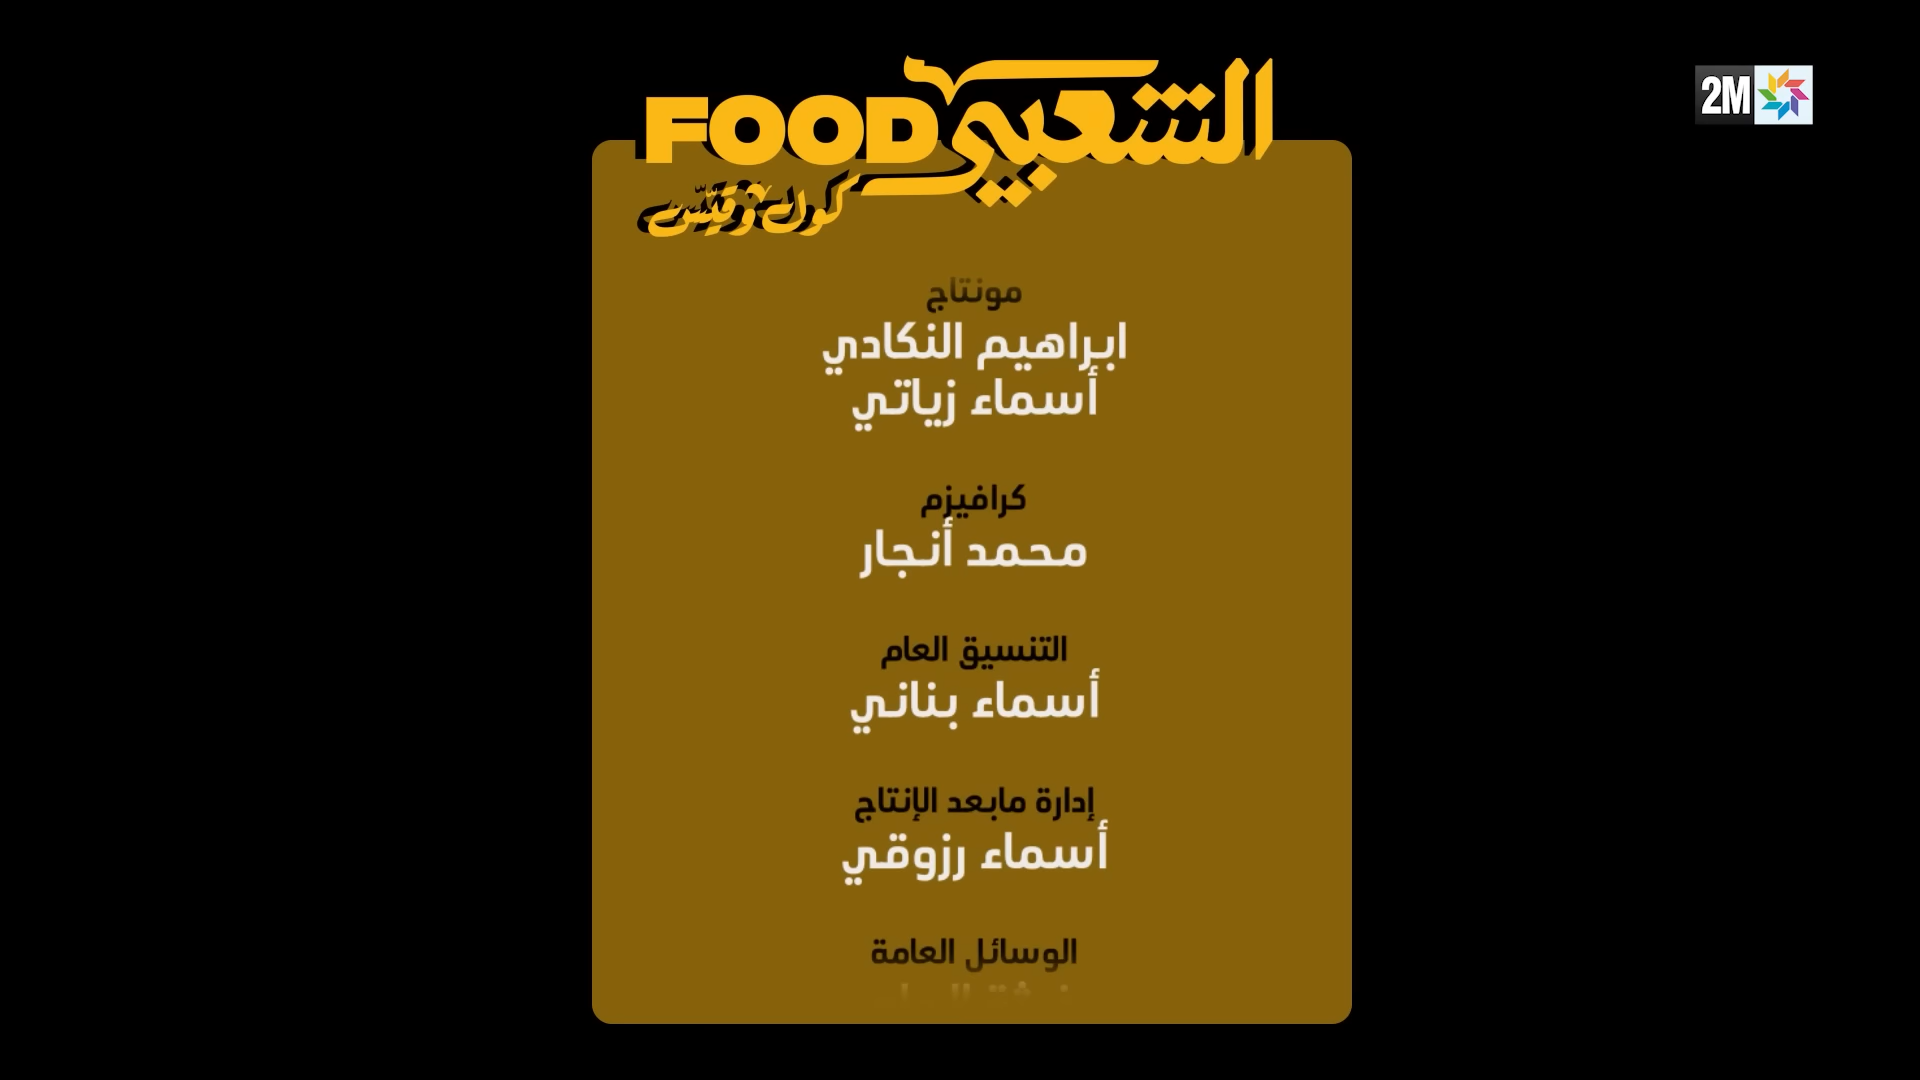 FOOD الشعبي
كول وقيّس
2M
مونتاج
ابراهيم النكادي
أسماء زياتي
كرافيزم
محمد أنجار
التنسيق العام
أسماء بناني
إدارة مابعد الإنتاج
أسماء رزوقي
الوسائل العامة